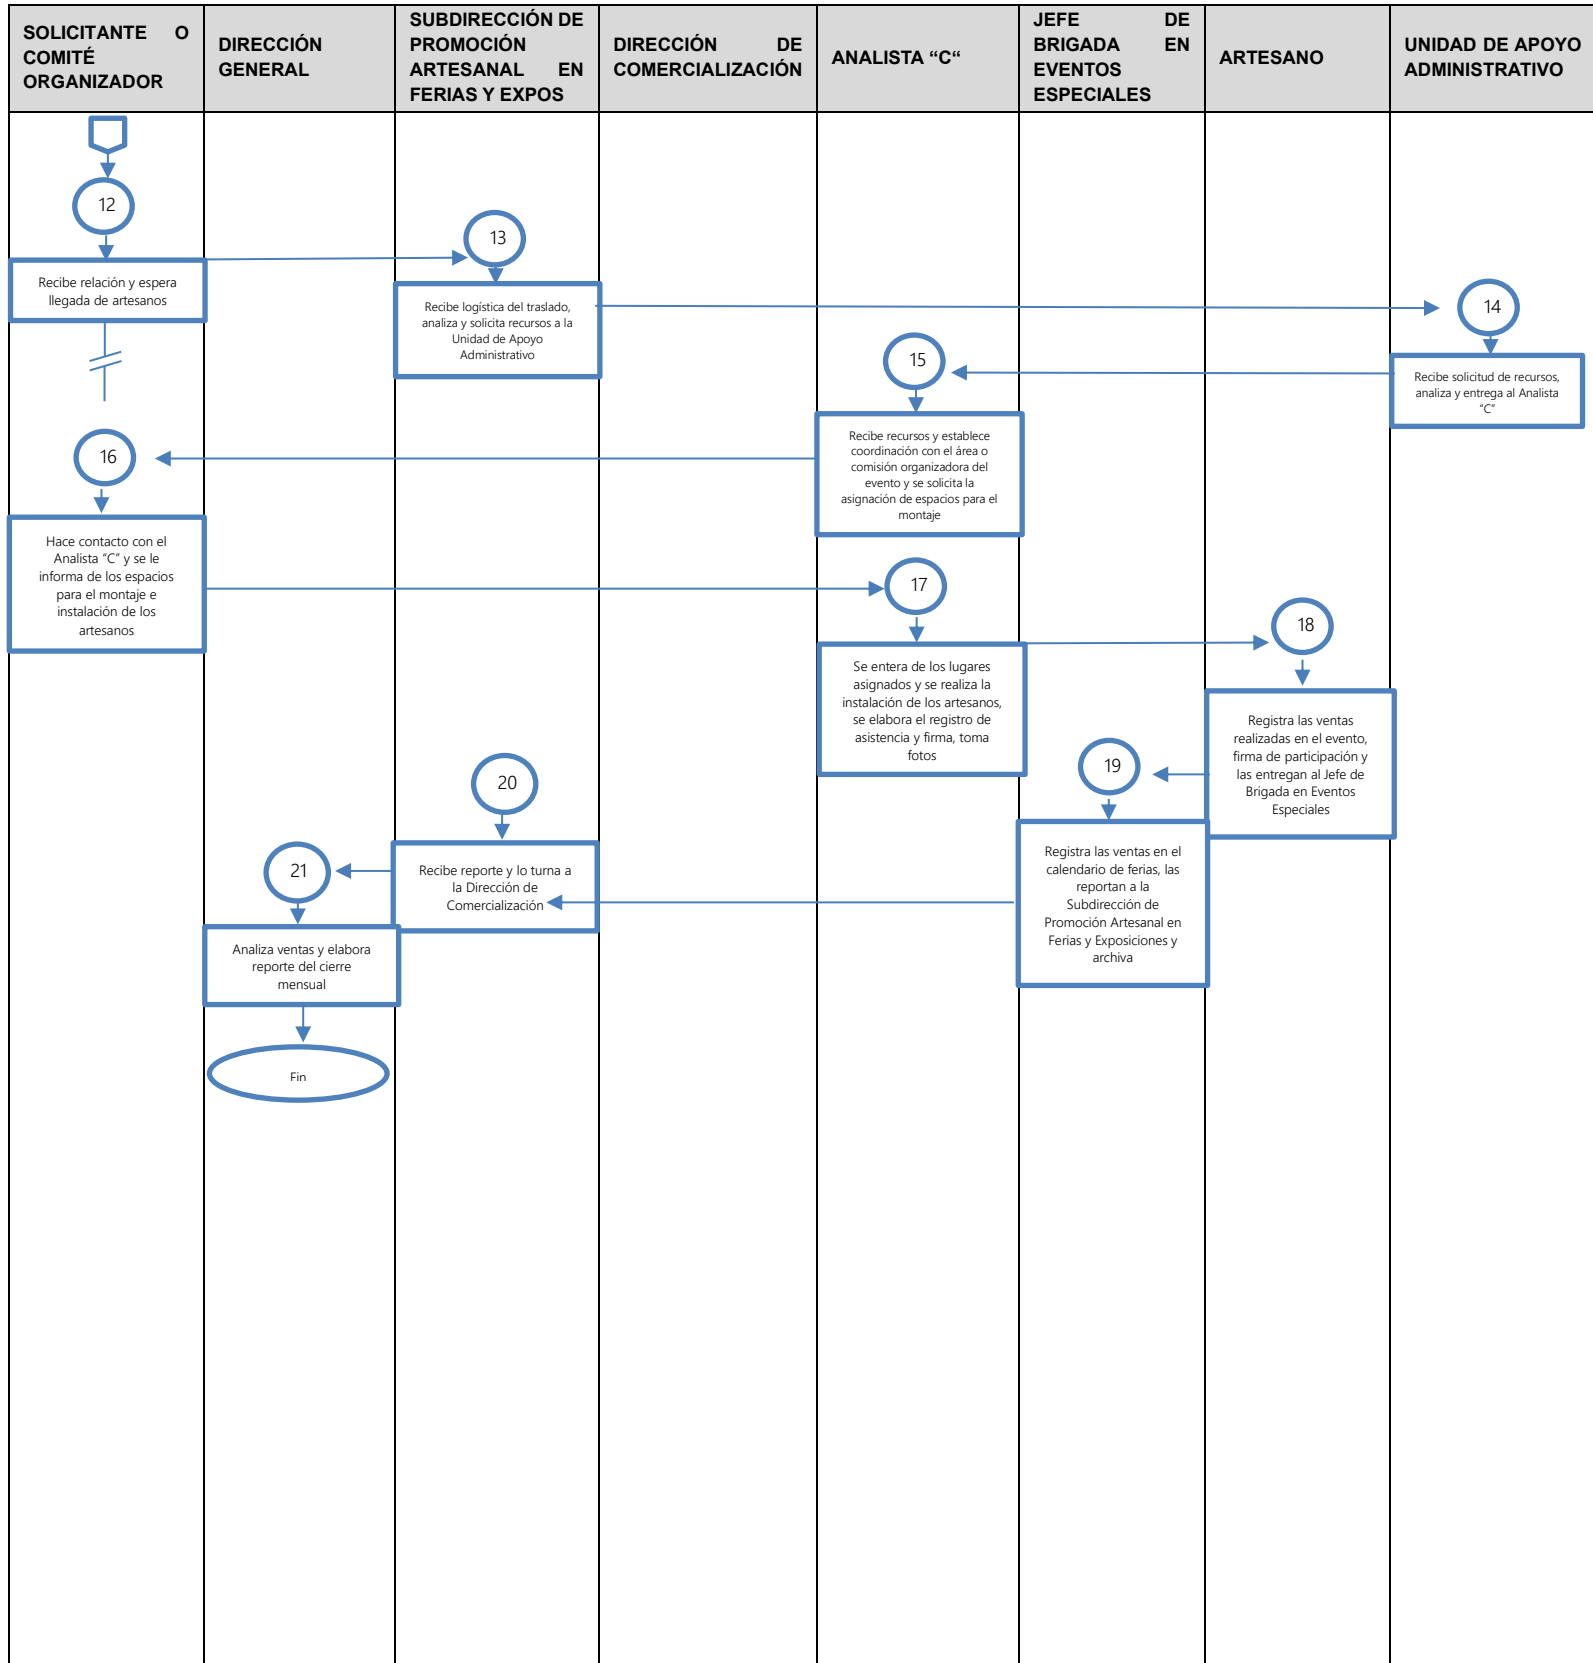 SOLICITANTE O
COMITÉ
ORGANIZADOR
DIRECCIÓN
GENERAL
SUBDIRECCIÓN DE
PROMOCIÓN
ARTESANAL EN
FERIAS Y EXPOS
DIRECCIÓN DE
COMERCIALIZACIÓN
ANALISTA “C“
JEFE DE
BRIGADA EN
EVENTOS
ESPECIALES
ARTESANO
UNIDAD DE APOYO
ADMINISTRATIVO
12
Recibe relación y espera
llegada de artesanos
13
Recibe logística del traslado,
analiza y solicita recursos a la
Unidad de Apoyo
Administrativo
14
Recibe solicitud de recursos,
analiza y entrega al Analista
“C”
15
Recibe recursos y establece
coordinación con el área o
comisión organizadora del
evento y se solicita la
asignación de espacios para el
montaje
16
Hace contacto con el
Analista “C” y se le
informa de los espacios
para el montaje e
instalación de los
artesanos
17
Se entera de los lugares
asignados y se realiza la
instalación de los artesanos,
se elabora el registro de
asistencia y firma, toma
fotos
18
Registra las ventas
realizadas en el evento,
firma de participación y
las entregan al Jefe de
Brigada en Eventos
Especiales
19
Registra las ventas en el
calendario de ferias, las
reportan a la
Subdirección de
Promoción Artesanal en
Ferias y Exposiciones y
archiva
20
Recibe reporte y lo turna a
la Dirección de
Comercialización
21
Analiza ventas y elabora
reporte del cierre
mensual
Fin